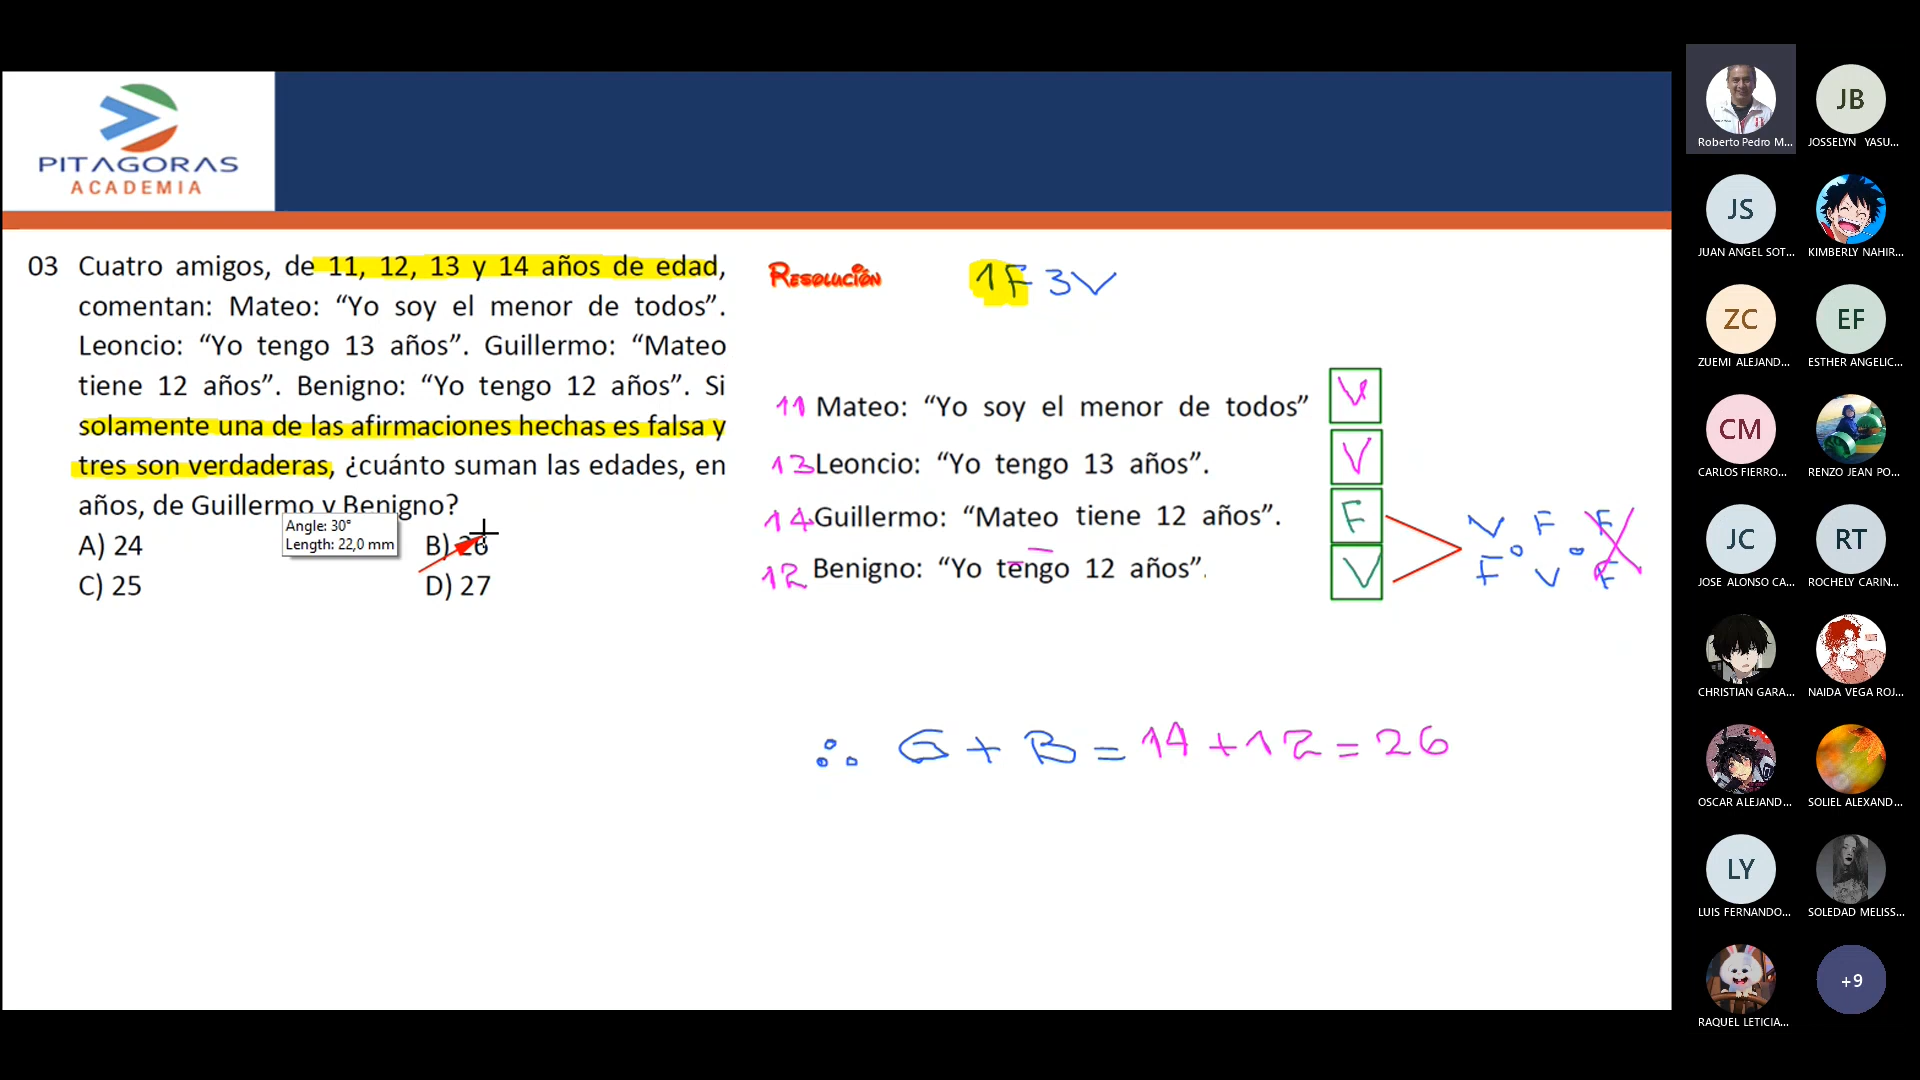 PITAGORAS
ACADEMIA
03 Cuatro amigos, de 11, 12, 13 y 14 años de edad,
comentan: Mateo: “Yo soy el menor de todos”.
Leoncio: “Yo tengo 13 años”. Guillermo: “Mateo
tiene 12 años”. Benigno: “Yo tengo 12 años”. Si
solamente una de las afirmaciones hechas es falsa y
tres son verdaderas, ¿cuánto suman las edades, en
años, de Guillermo y Benigno?
A) 24 B) 26
C) 25 D) 27
Angle: 30°
Length: 22,0 mm
RESOLUCIÓN 1F 3V
11 Mateo: “Yo soy el menor de todos” V
13 Leoncio: “Yo tengo 13 años”. V
14 Guillermo: “Mateo tiene 12 años”. F
12 Benigno: “Yo tengo 12 años”. V
V F F
F o V o F
∴ G + B = 14 + 12 = 26
Roberto Pedro M...
JB
JOSSELYN YASU...
JS
JUAN ANGEL SOT...
KIMBERLY NAHIR...
ZC
ZUEMI ALEJAND...
EF
ESTHER ANGELIC...
CM
CARLOS FIERRO...
RENZO JEAN PO...
JC
JOSE ALONSO CA...
RT
ROCHELY CARIN...
CHRISTIAN GARA...
NAIDA VEGA ROJ...
OSCAR ALEJAND...
SOLIEL ALEXAND...
LY
LUIS FERNANDO...
SOLEDAD MELISS...
RAQUEL LETICIA...
+9